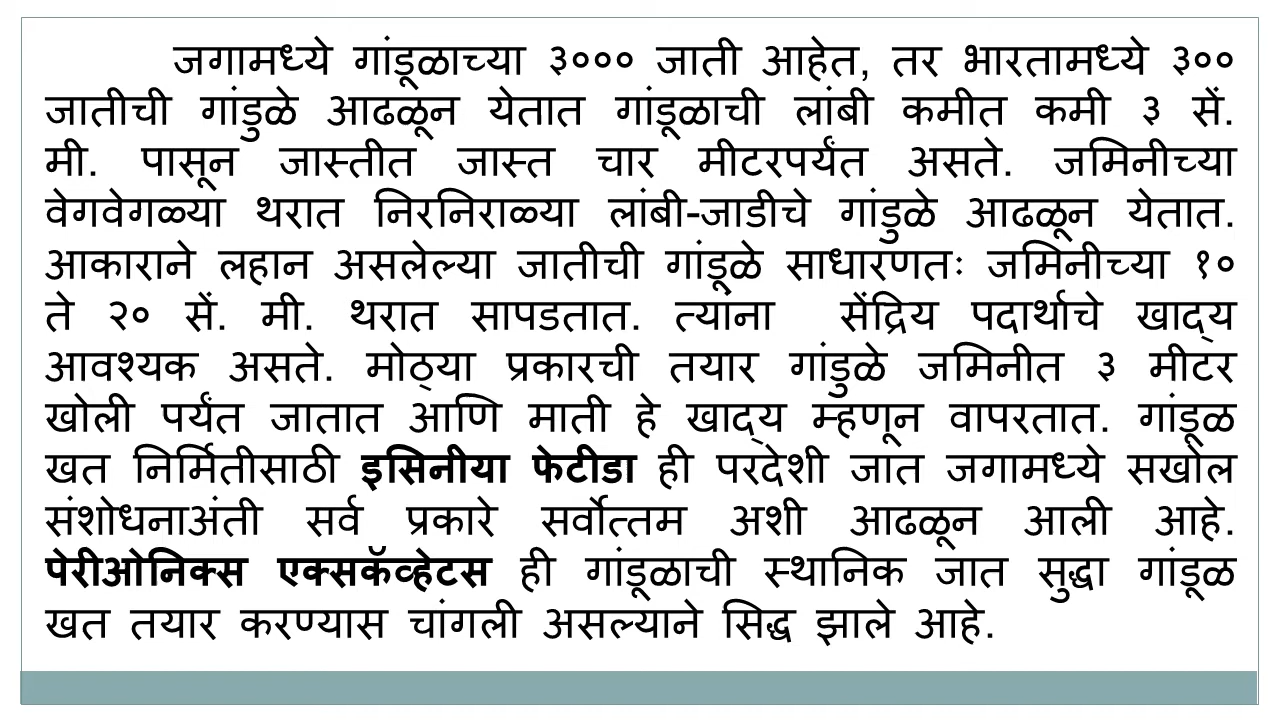 जगामध्ये गांडूळाच्या ३००० जाती आहेत, तर भारतामध्ये ३००
जातीची गांडुळे आढळून येतात गांडूळाची लांबी कमीत कमी ३ सें.
मी. पासून जास्तीत जास्त चार मीटरपर्यंत असते. जमिनीच्या
वेगवेगळ्या थरात निरनिराळ्या लांबी-जाडीचे गांडुळे आढळून येतात.
आकाराने लहान असलेल्या जातीची गांडूळे साधारणतः जमिनीच्या १०
ते २० सें. मी. थरात सापडतात. त्यांना सेंद्रिय पदार्थाचे खाद्य
आवश्यक असते. मोठ्या प्रकारची तयार गांडुळे जमिनीत ३ मीटर
खोली पर्यंत जातात आणि माती हे खाद्य म्हणून वापरतात. गांडूळ
खत निर्मितीसाठी इसिनीया फेटीडा ही परदेशी जात जगामध्ये सखोल
संशोधनाअंती सर्व प्रकारे सर्वोत्तम अशी आढळून आली आहे.
पेरीओनिक्स एक्सकॅव्हेटस ही गांडूळाची स्थानिक जात सुद्धा गांडूळ
खत तयार करण्यास चांगली असल्याने सिद्ध झाले आहे.